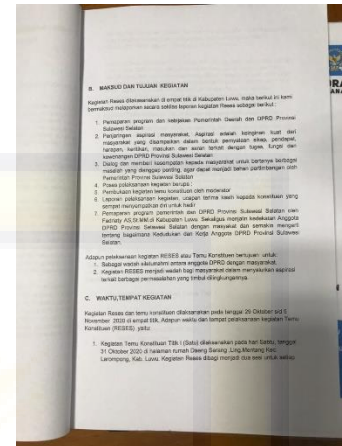 B. MAKSUD DAN TUJUAN KEGIATAN
Kegiatan Reses dilaksanakan di empat titik di Kabupaten Luwu, maka berikut ini kami
bermaksud melaporkan secara sekilas laporan kegiatan Reses sebagai berikut :
1. Pemaparan program dan kebijakan Pemerintah Daerah dan DPRD Provinsi
Sulawesi Selatan
2. Penjaringan aspirasi masyarakat, Aspirasi adalah keinginan kuat dari
masyarakat yang disampaikan dalam bentuk pernyataan sikap, pendapat,
harapan, kritikan, masukan dan saran terkait dengan tugas, fungsi dan
kewenangan DPRD Provinsi Sulawesi Selatan
3. Dialog dan memberi kesempatan kepada masyarakat untuk bertanya berbagai
masalah yang dianggap penting, agar dapat menjadi bahan pertimbangan oleh
Pemerintah Provinsi Sulawesi Selatan
4. Proses pelaksanaan kegiatan berupa :
5. Pembukaan kegiatan temu konstituen oleh moderator
6. Laporan pelaksanaan kegiatan, ucapan terima kasih kepada konstituen yang
sempat menyempatkan diri untuk hadir
7. Pemaparan program pemerintah dan DPRD Provinsi Sulawesi Selatan oleh
Fadriaty AS,ST,MM di Kabupaten Luwu. Sekaligus menjalin kedekatan Anggota
DPRD Provinsi Sulawesi Selatan dengan masyarakat dan semakin mengerti
tentang bagaimana Kedudukan dan Kerja Anggota DPRD Provinsi Sulawesi
Selatan.
Adapun pelaksanaan kegiatan RESES atau Temu Konstituen bertujuan untuk:
1. Sebagai wadah silaturahmi antara anggota DPRD dengan masyarakat.
2. Kegiatan RESES menjadi wadah bagi masyarakat dalam menyalurkan aspirasi
terkait berbagai permasalahan yang timbul dilingkungannya.
C. WAKTU,TEMPAT KEGIATAN
Kegiatan Reses dan temu konstituen dilaksanakan pada tanggal 29 Oktober s/d 5
November 2020 di empat titik, Adapun waktu dan tempat pelaksanaan kegiatan Temu
Konstituen (RESES) yaitu:
1. Kegiatan Temu Konstituen Titik I (Satu) dilaksanakan pada hari Sabtu, tanggal
31 Oktober 2020 di halaman rumah Daeng
Larompong, Kab. Luwu. Kegiatan Reses dibagi menjadi dua sesi untuk setiap